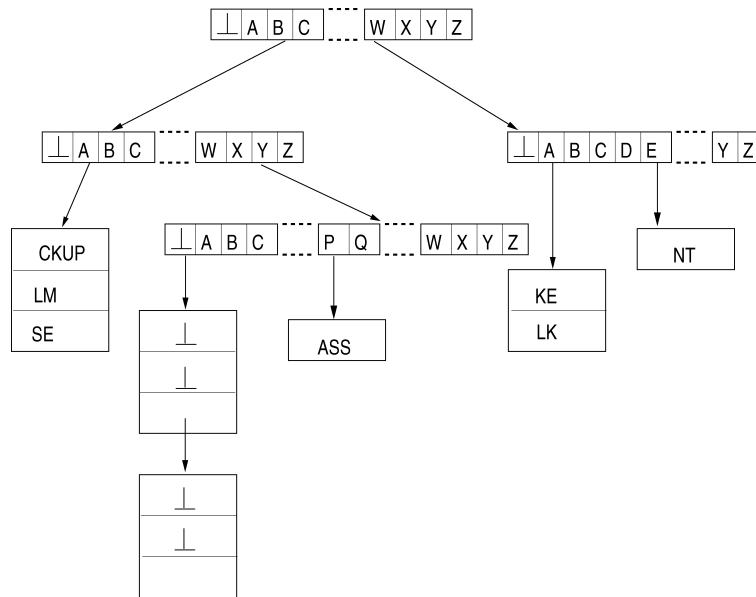 ⊥ A B C W X Y Z
⊥ A B C W X Y Z
⊥ A B C D E Y Z
⊥ A B C P Q W X Y Z
CKUP
LM
SE
NT
KE
LK
⊥
⊥
ASS
⊥
⊥